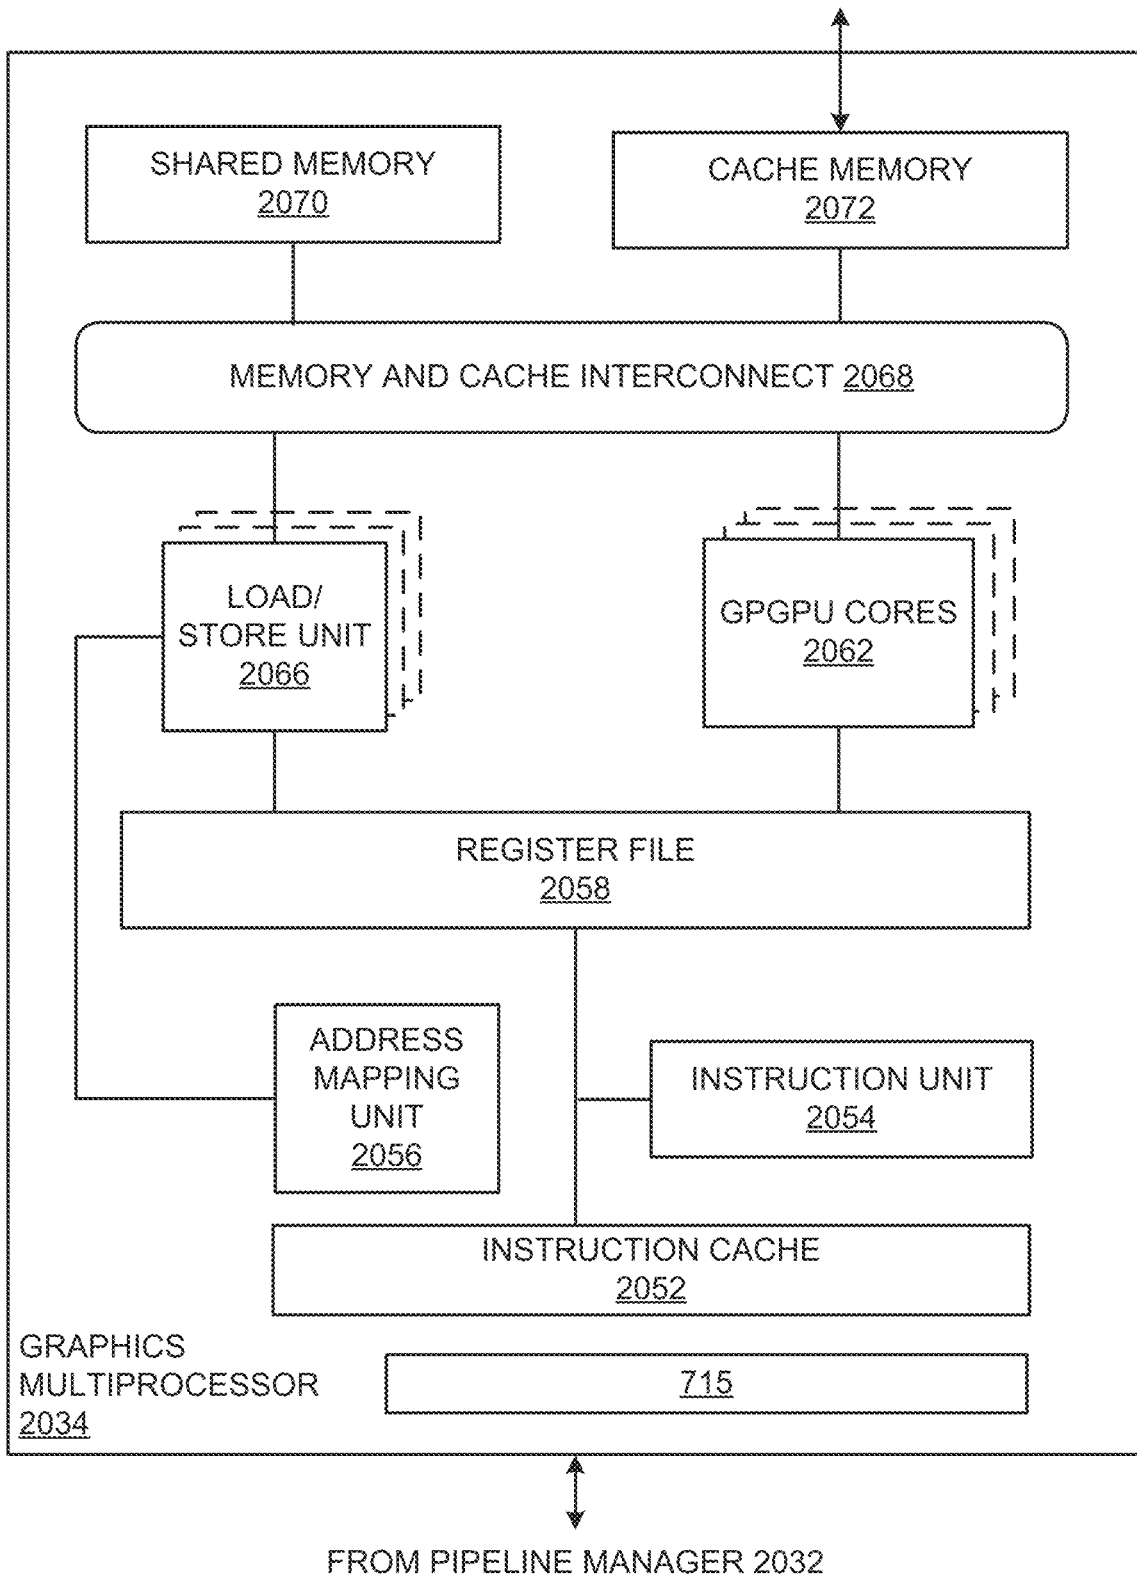 SHARED MEMORY
2070
CACHE MEMORY
2072
MEMORY AND CACHE INTERCONNECT 2068
LOAD/
STORE UNIT
2066
GPGPU CORES
2062
REGISTER FILE
2058
ADDRESS
MAPPING
UNIT
2056
INSTRUCTION UNIT
2054
INSTRUCTION CACHE
2052
GRAPHICS
MULTIPROCESSOR
2034
715
FROM PIPELINE MANAGER 2032